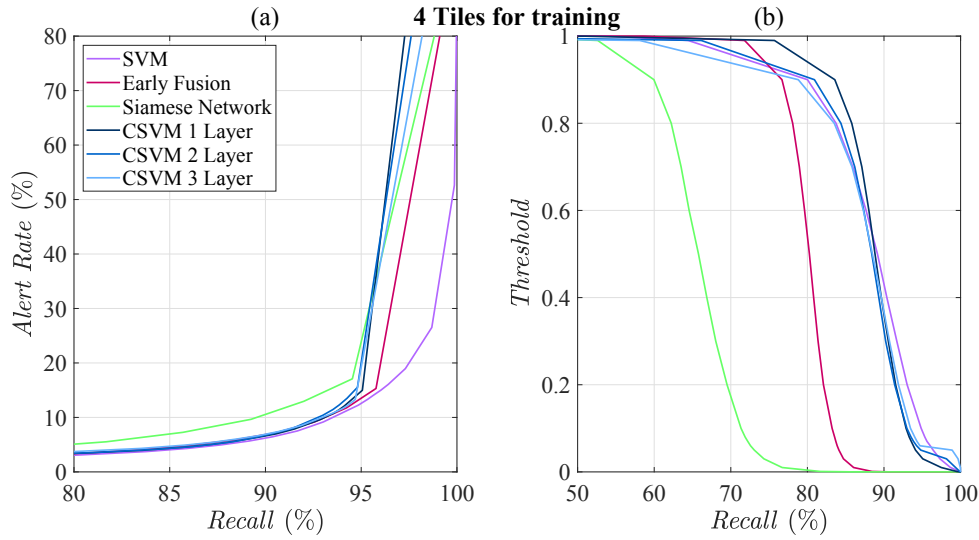 (a) 4 Tiles for training (b)
80
70
60
50
40
30
20
10
0
Alert Rate (%)
SVM
Early Fusion
Siamese Network
CSVM 1 Layer
CSVM 2 Layer
CSVM 3 Layer
80 85 90 95 100
Recall (%)
1
0.8
0.6
0.4
0.2
0
Threshold
50 60 70 80 90 100
Recall (%)